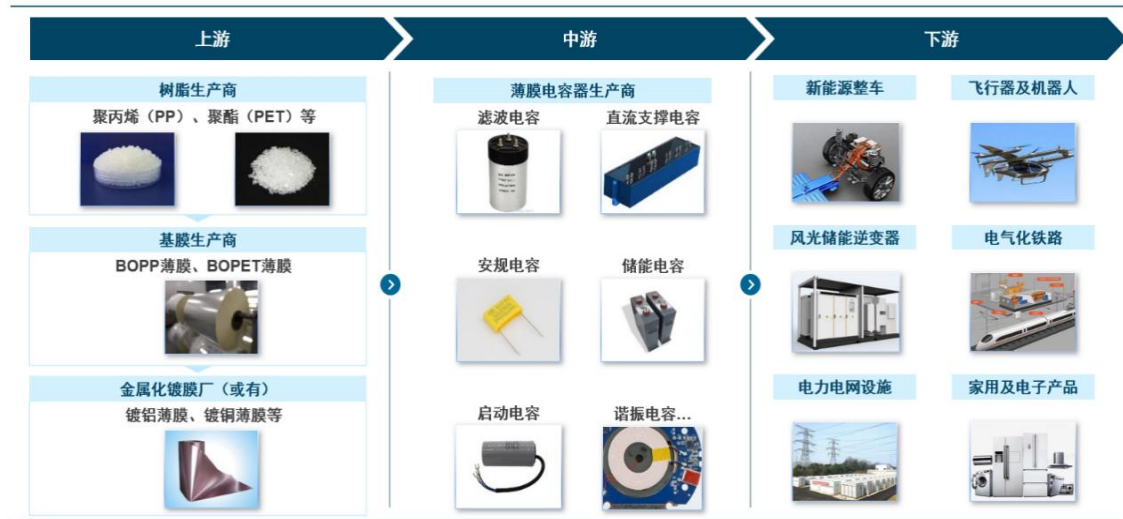 上游
中游
下游
树脂生产商
聚丙烯（PP）、聚酯（PET）等
基膜生产商
BOPP薄膜、BOPET薄膜
金属化镀膜厂（或有）
镀铝薄膜、镀铜薄膜等
薄膜电容器生产商
滤波电容
直流支撑电容
安规电容
储能电容
启动电容
谐振电容...
新能源整车
飞行器及机器人
风光储能逆变器
电气化铁路
电力电网设施
家用及电子产品